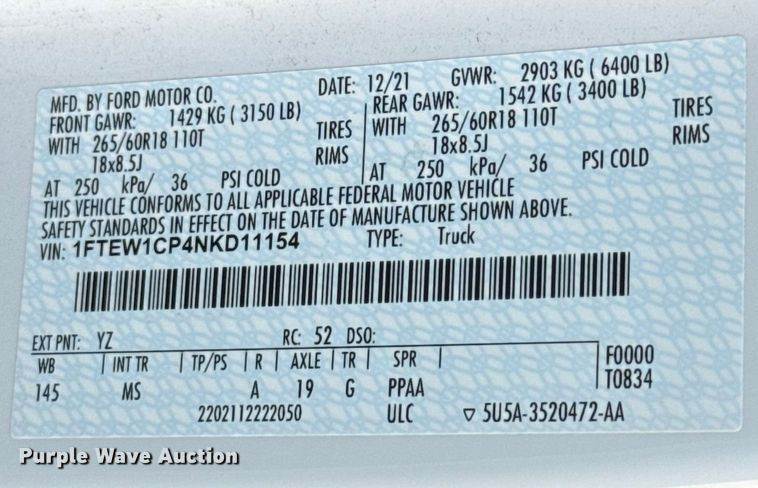 MFD. BY FORD MOTOR CO. DATE: 12/21 GVWR: 2903 KG ( 6400 LB)
FRONT GAWR: 1429 KG ( 3150 LB) REAR GAWR: 1542 KG ( 3400 LB)
WITH 265/60R18 110T TIRES WITH 265/60R18 110T TIRES
18x8.5J RIMS 18x8.5J RIMS
AT 250 kPa/ 36 PSI COLD AT 250 kPa/ 36 PSI COLD
THIS VEHICLE CONFORMS TO ALL APPLICABLE FEDERAL MOTOR VEHICLE
SAFETY STANDARDS IN EFFECT ON THE DATE OF MANUFACTURE SHOWN ABOVE.
VIN: 1FTEW1CP4NKD11154 TYPE: Truck
EXT PNT: YZ RC: 52 DSO:
WB | INT TR | TP/PS | R | AXLE | TR | SPR | F0000
145 MS A 19 G PPAA T0834
2202112222050 ULC ▽ 5U5A-3520472-AA
Purple Wave Auction